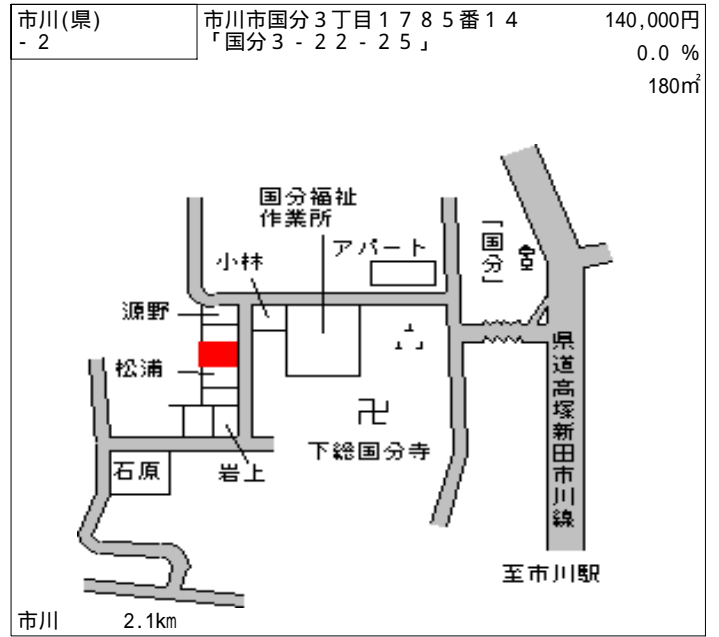 市川(県)
- 2
市川市国分３丁目１７８５番１４
「国分３-２２-２５」
140,000円
0.0 %
180㎡
国分福祉
作業所
アパート
「国分」
小林
源野
松浦
県道高塚新田市川線
卍
下総国分寺
石原
岩上
至市川駅
市川 2.1km